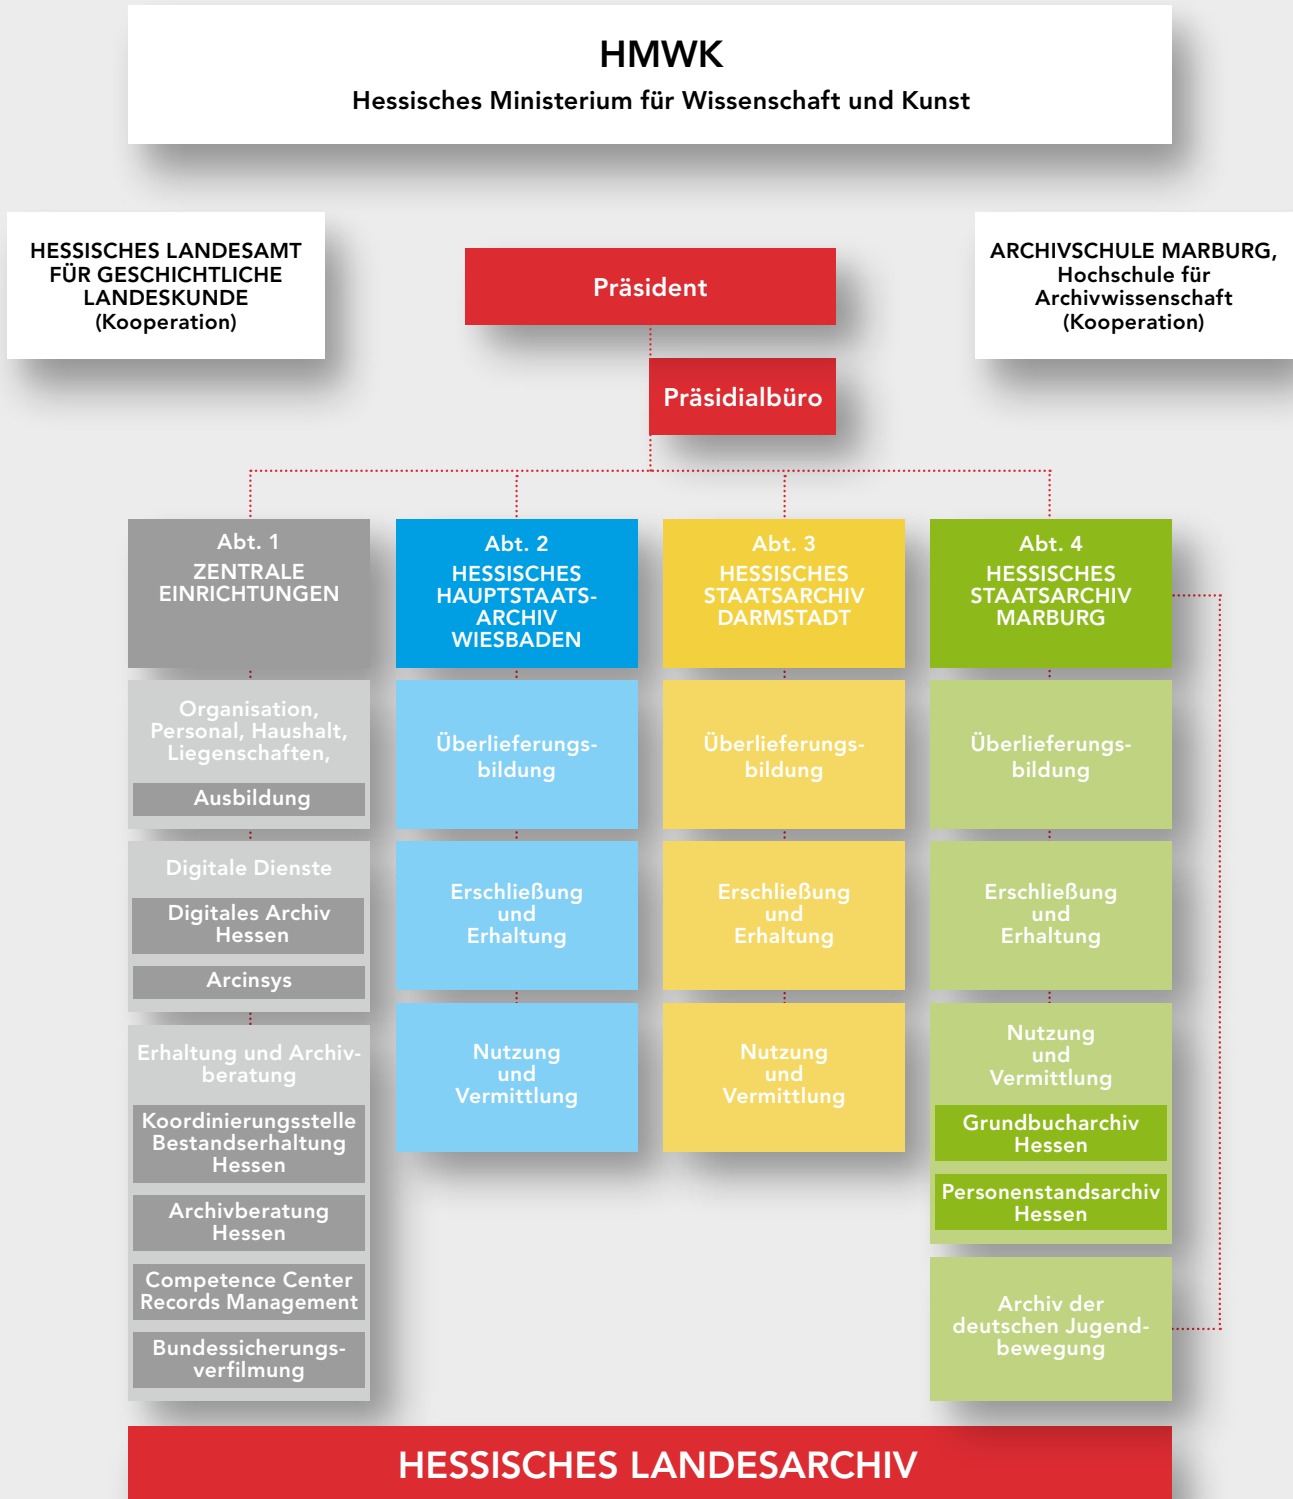 HMWK
Hessisches Ministerium für Wissenschaft und Kunst
HESSISCHES LANDESAMT
FÜR GESCHICHTLICHE
LANDESKUNDE
(Kooperation)
Präsident
ARCHIVSCHULE MARBURG,
Hochschule für
Archivwissenschaft
(Kooperation)
Präsidialbüro
Abt. 1
ZENTRALE
EINRICHTUNGEN
Organisation,
Personal, Haushalt,
Liegenschaften,
Ausbildung
Digitale Dienste
Digitales Archiv
Hessen
Arcinsys
Erhaltung und Archiv-
beratung
Koordinierungsstelle
Bestandserhaltung
Hessen
Archivberatung
Hessen
Competence Center
Records Management
Bundessicherungs-
verfilmung
Abt. 2
HESSISCHES
HAUPTSTAATS-
ARCHIV
WIESBADEN
Überlieferungs-
bildung
Erschließung
und
Erhaltung
Nutzung
und
Vermittlung
Abt. 3
HESSISCHES
STAATSARCHIV
DARMSTADT
Überlieferungs-
bildung
Erschließung
und
Erhaltung
Nutzung
und
Vermittlung
Abt. 4
HESSISCHES
STAATSARCHIV
MARBURG
Überlieferungs-
bildung
Erschließung
und
Erhaltung
Nutzung
und
Vermittlung
Grundbucharchiv
Hessen
Personenstandsarchiv
Hessen
Archiv der
deutschen Jugend-
bewegung
HESSISCHES LANDESARCHIV